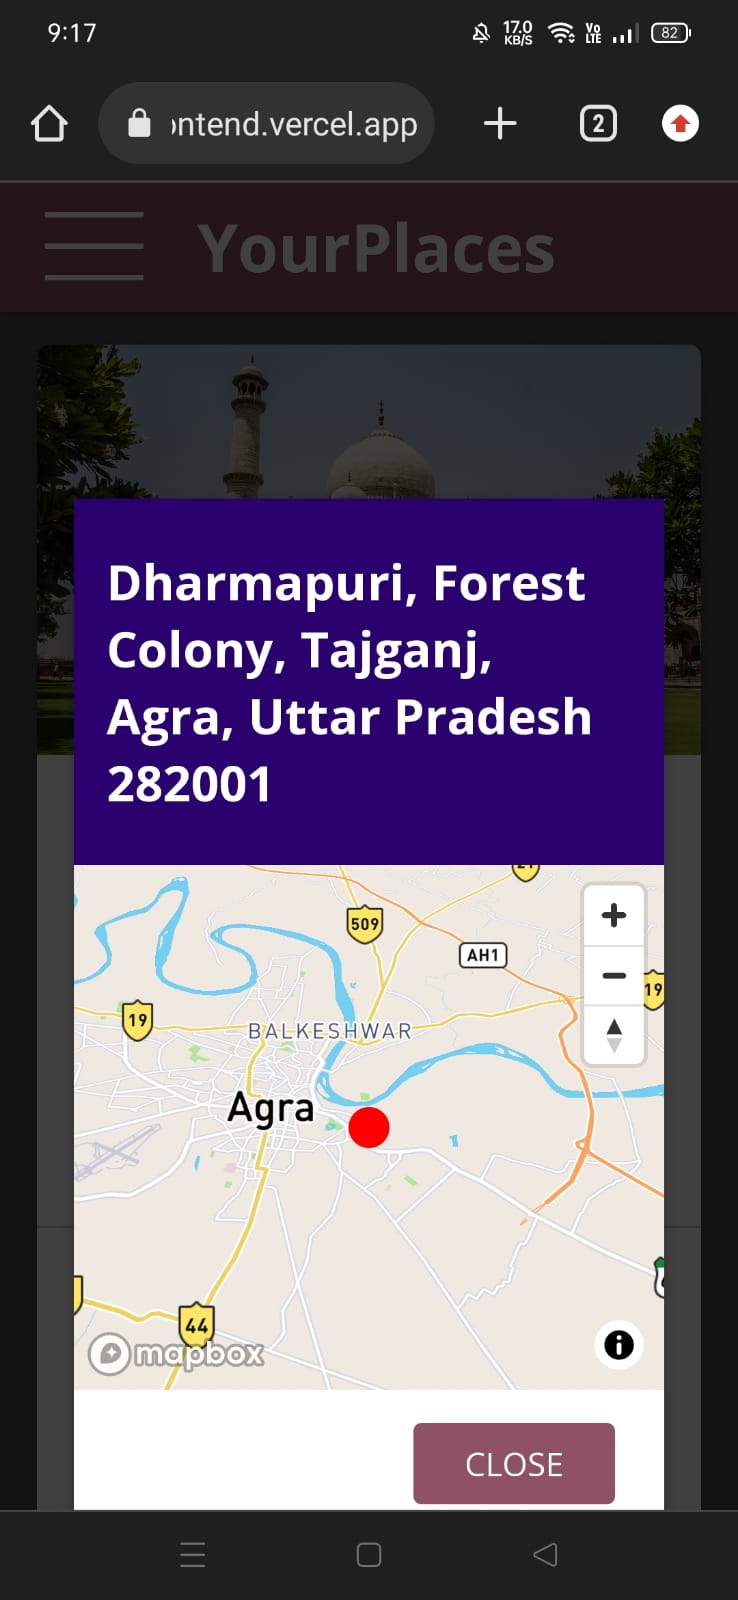 9:17
17.0
KB/S
Vo
LTE
82
ontend.vercel.app
2
YourPlaces
Dharmapuri, Forest
Colony, Tajganj,
Agra, Uttar Pradesh
282001
509
AH1
19
19
BALKESHWAR
Agra
44
mapbox
CLOSE